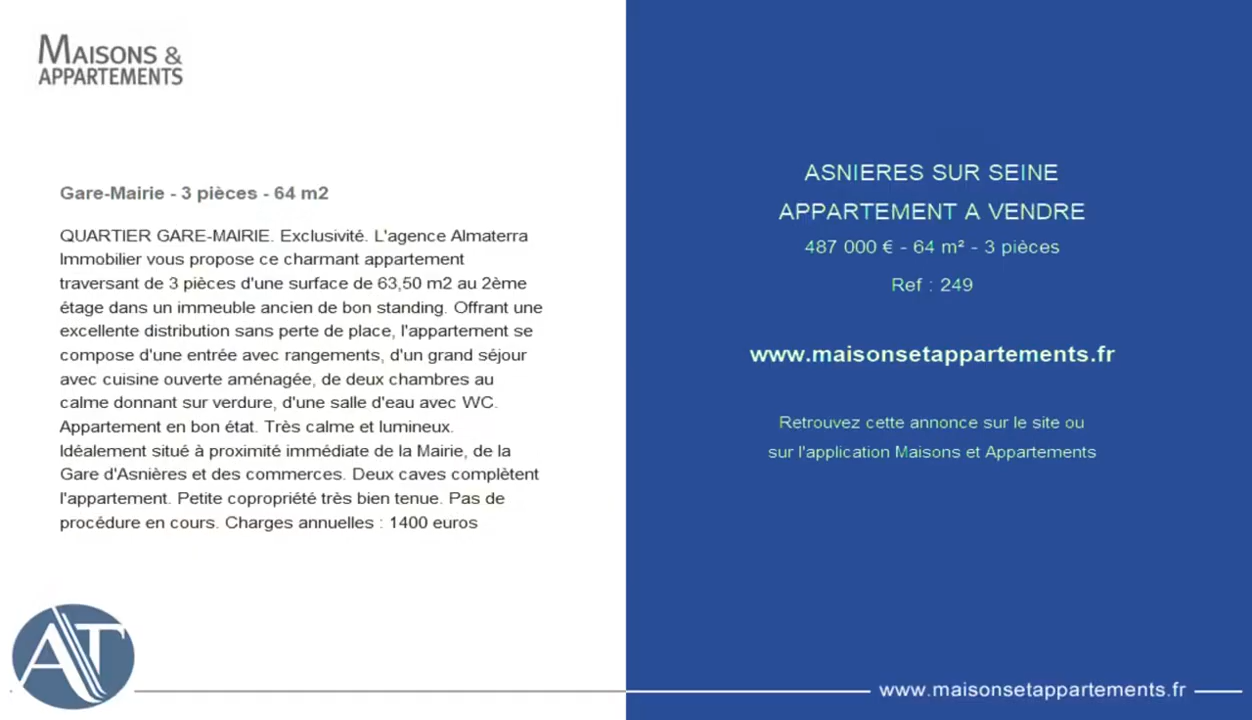 MAISONS &
APPARTEMENTS
Gare-Mairie - 3 pièces - 64 m2
QUARTIER GARE-MAIRIE. Exclusivité. L'agence Almaterra
Immobilier vous propose ce charmant appartement
traversant de 3 pièces d'une surface de 63,50 m2 au 2ème
étage dans un immeuble ancien de bon standing. Offrant une
excellente distribution sans perte de place, l'appartement se
compose d'une entrée avec rangements, d'un grand séjour
avec cuisine ouverte aménagée, de deux chambres au
calme donnant sur verdure, d'une salle d'eau avec WC.
Appartement en bon état. Très calme et lumineux.
Idéalement situé à proximité immédiate de la Mairie, de la
Gare d'Asnières et des commerces. Deux caves complètent
l'appartement. Petite copropriété très bien tenue. Pas de
procédure en cours. Charges annuelles : 1400 euros
AT
ASNIERES SUR SEINE
APPARTEMENT A VENDRE
487 000 € - 64 m² - 3 pièces
Ref : 249
www.maisonsetappartements.fr
Retrouvez cette annonce sur le site ou
sur l'application Maisons et Appartements
www.maisonsetappartements.fr